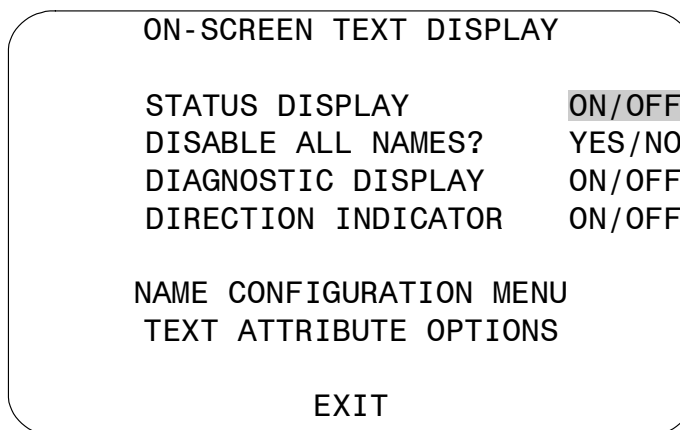 ON-SCREEN TEXT DISPLAY
STATUS DISPLAY ON/OFF
DISABLE ALL NAMES? YES/NO
DIAGNOSTIC DISPLAY ON/OFF
DIRECTION INDICATOR ON/OFF
NAME CONFIGURATION MENU
TEXT ATTRIBUTE OPTIONS
EXIT